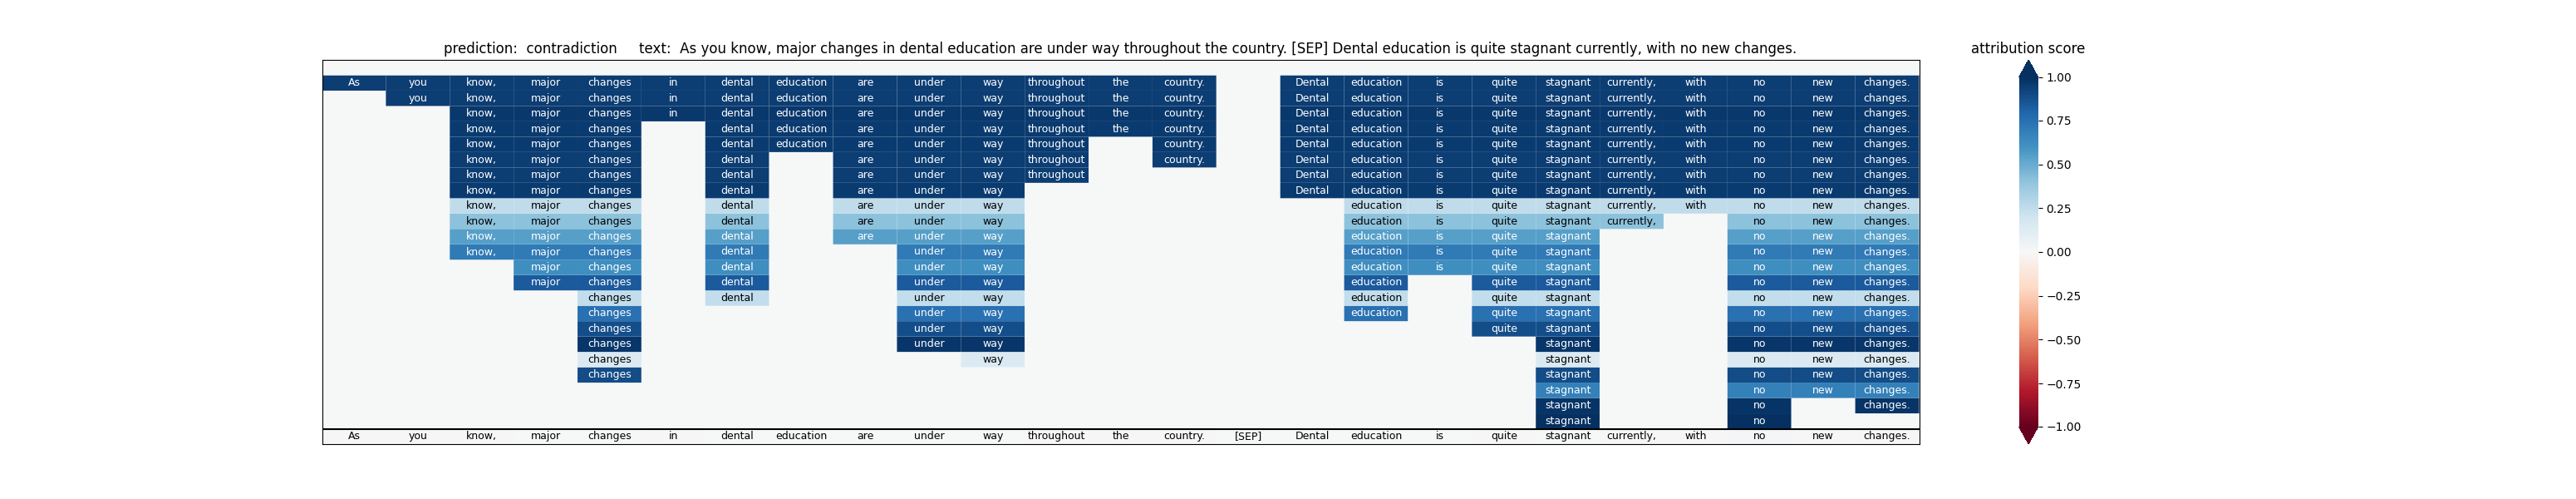 prediction: contradiction text: As you know, major changes in dental education are under way throughout the country. [SEP] Dental education is quite stagnant currently, with no new changes.
attribution score
As you know, major changes in dental education are under way throughout the country. Dental education is quite stagnant currently, with no new changes.
you know, major changes in dental education are under way throughout the country. Dental education is quite stagnant currently, with no new changes.
know, major changes in dental education are under way throughout the country. Dental education is quite stagnant currently, with no new changes.
know, major changes dental education are under way throughout the country. Dental education is quite stagnant currently, with no new changes.
know, major changes dental education are under way throughout country. Dental education is quite stagnant currently, with no new changes.
know, major changes dental are under way throughout country. Dental education is quite stagnant currently, with no new changes.
know, major changes dental are under way throughout Dental education is quite stagnant currently, with no new changes.
know, major changes dental are under way Dental education is quite stagnant currently, with no new changes.
know, major changes dental are under way education is quite stagnant currently, with no new changes.
know, major changes dental are under way education is quite stagnant currently, no new changes.
know, major changes dental are under way education is quite stagnant no new changes.
know, major changes dental under way education is quite stagnant no new changes.
major changes dental under way education is quite stagnant no new changes.
major changes dental under way education quite stagnant no new changes.
changes dental under way education quite stagnant no new changes.
changes under way education quite stagnant no new changes.
changes under way quite stagnant no new changes.
changes under way stagnant no new changes.
changes way stagnant no new changes.
changes stagnant no new changes.
stagnant no new changes.
stagnant no changes.
stagnant no
As you know, major changes in dental education are under way throughout the country. [SEP] Dental education is quite stagnant currently, with no new changes.
1.00
0.75
0.50
0.25
0.00
−0.25
−0.50
−0.75
−1.00